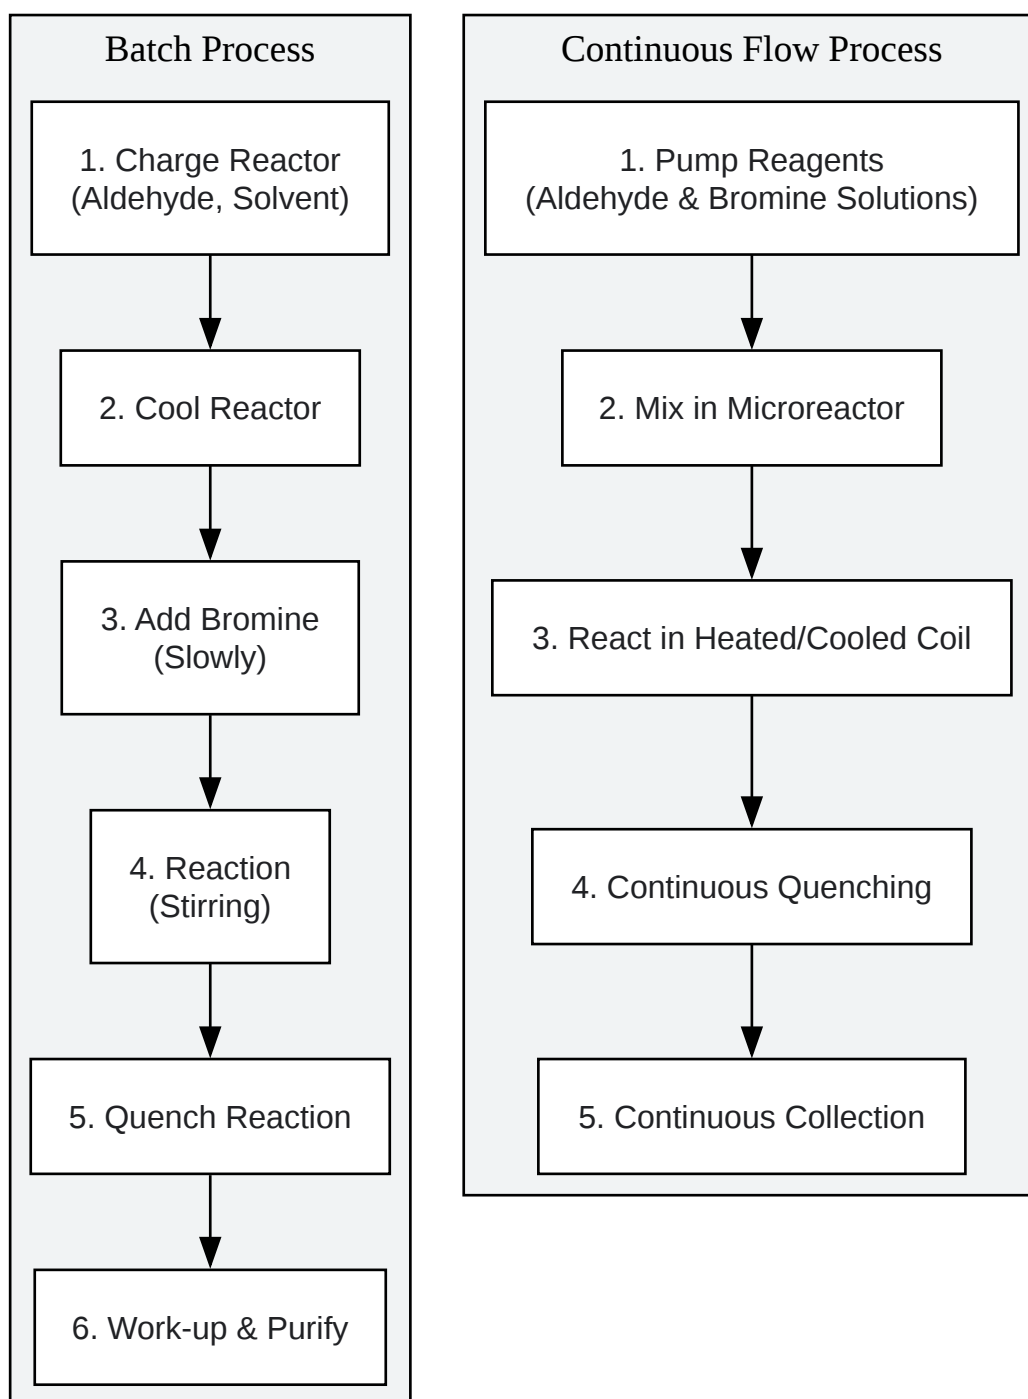 Batch Process
1. Charge Reactor
(Aldehyde, Solvent)
2. Cool Reactor
3. Add Bromine
(Slowly)
4. Reaction
(Stirring)
5. Quench Reaction
6. Work-up & Purify
Continuous Flow Process
1. Pump Reagents
(Aldehyde & Bromine Solutions)
2. Mix in Microreactor
3. React in Heated/Cooled Coil
4. Continuous Quenching
5. Continuous Collection